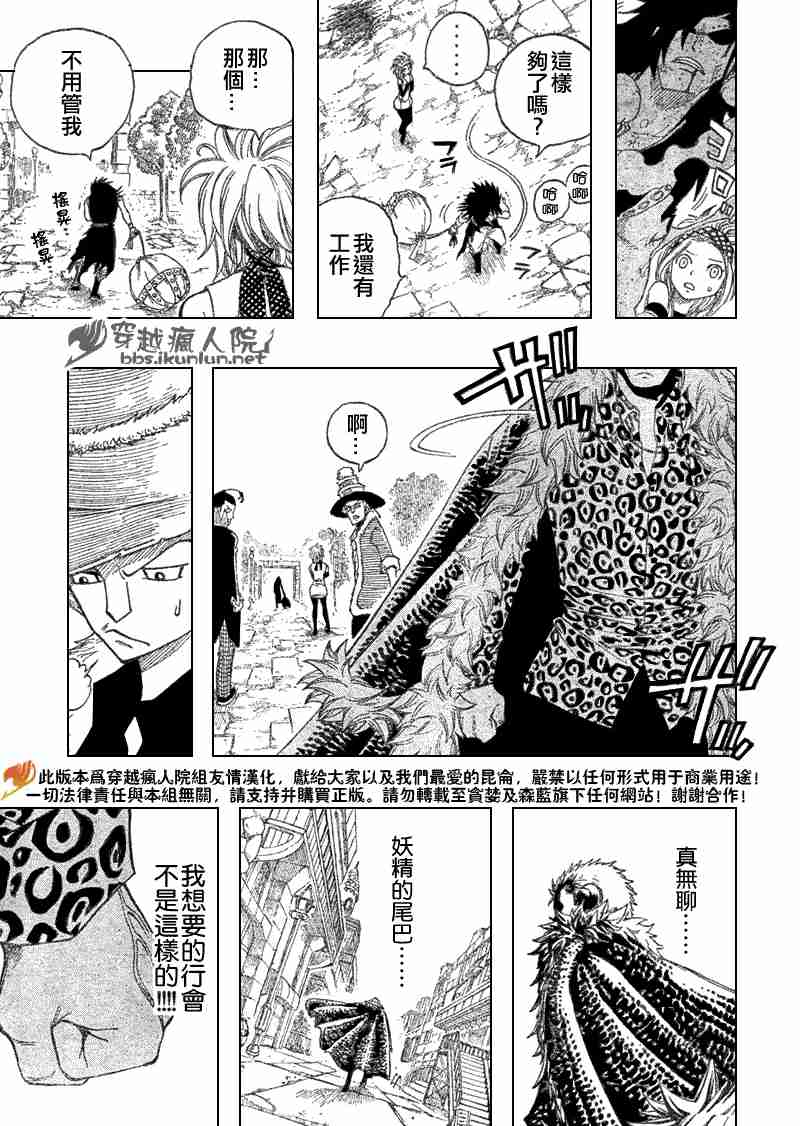 ヨロ
這樣
夠了嗎?
……
哈啊
哈啊
我還有
工作
那…
那個…
不用管我
搖晃…
搖晃…
穿越瘋人院
bbs.ikunlun.net
ザッ
啊…
ザッ
此版本爲穿越瘋人院組友情漢化,獻給大家以及我們最愛的昆侖,嚴禁以任何形式用于商業用途!
一切法律責任與本組無關,請支持并購買正版。請勿轉載至貪婪及森藍旗下任何網站!謝謝合作!
真無聊……
妖精的尾巴……
我想要的行會
不是這樣的!!!!